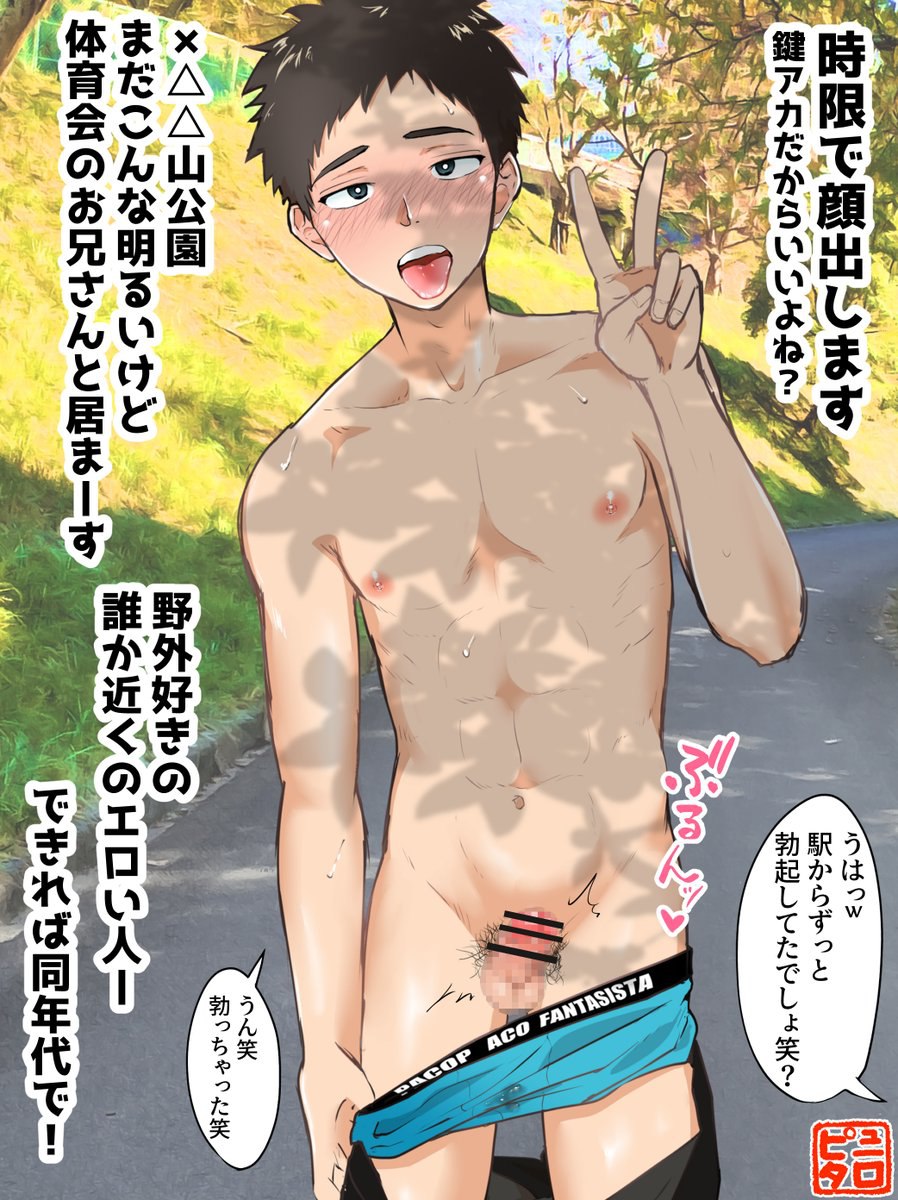 時限で顔出します
鍵アカだからいいよね?
×△△山公園
まだこんな明るいけど
体育会のお兄さんと居まーす
野外好きの
誰か近くのエロい人ー
できれば同年代で!
ぶるんッ♡
うはっw
駅からずっと
勃起してたでしょ笑?
うん笑
勃っちゃった笑
PACOP ACO FANTASISTA
ユニロ
ピタ